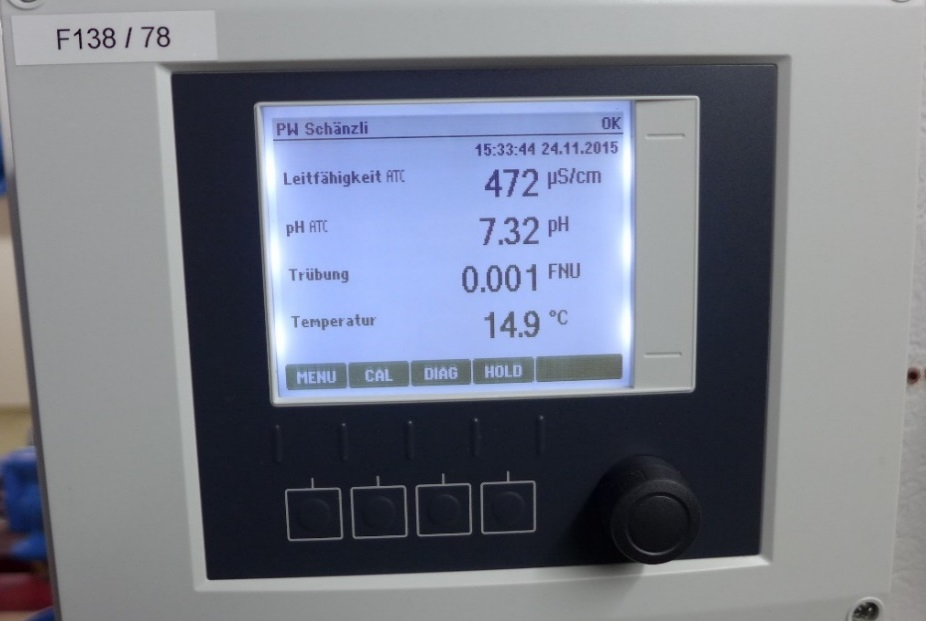 F138 / 78
PW Schänzli OK
15:33:44 24.11.2015
Leitfähigkeit ATC 472 µS/cm
pH ATC 7.32 pH
Trübung 0.001 FNU
Temperatur 14.9 °C
MENU CAL DIAG HOLD